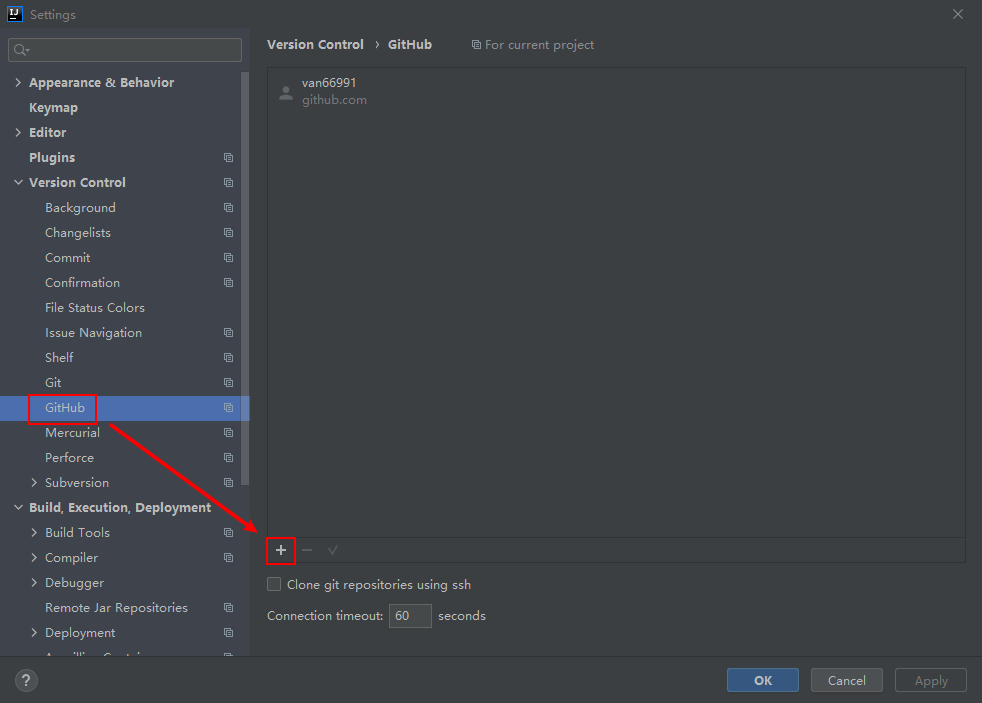 IJ
Settings
Appearance & Behavior
Keymap
Editor
Plugins
Version Control
Background
Changelists
Commit
Confirmation
File Status Colors
Issue Navigation
Shelf
Git
GitHub
Mercurial
Perforce
Subversion
Build, Execution, Deployment
Build Tools
Compiler
Debugger
Remote Jar Repositories
Deployment
Version Control › GitHub
For current project
van66991
github.com
Clone git repositories using ssh
Connection timeout: 60 seconds
?
OK
Cancel
Apply